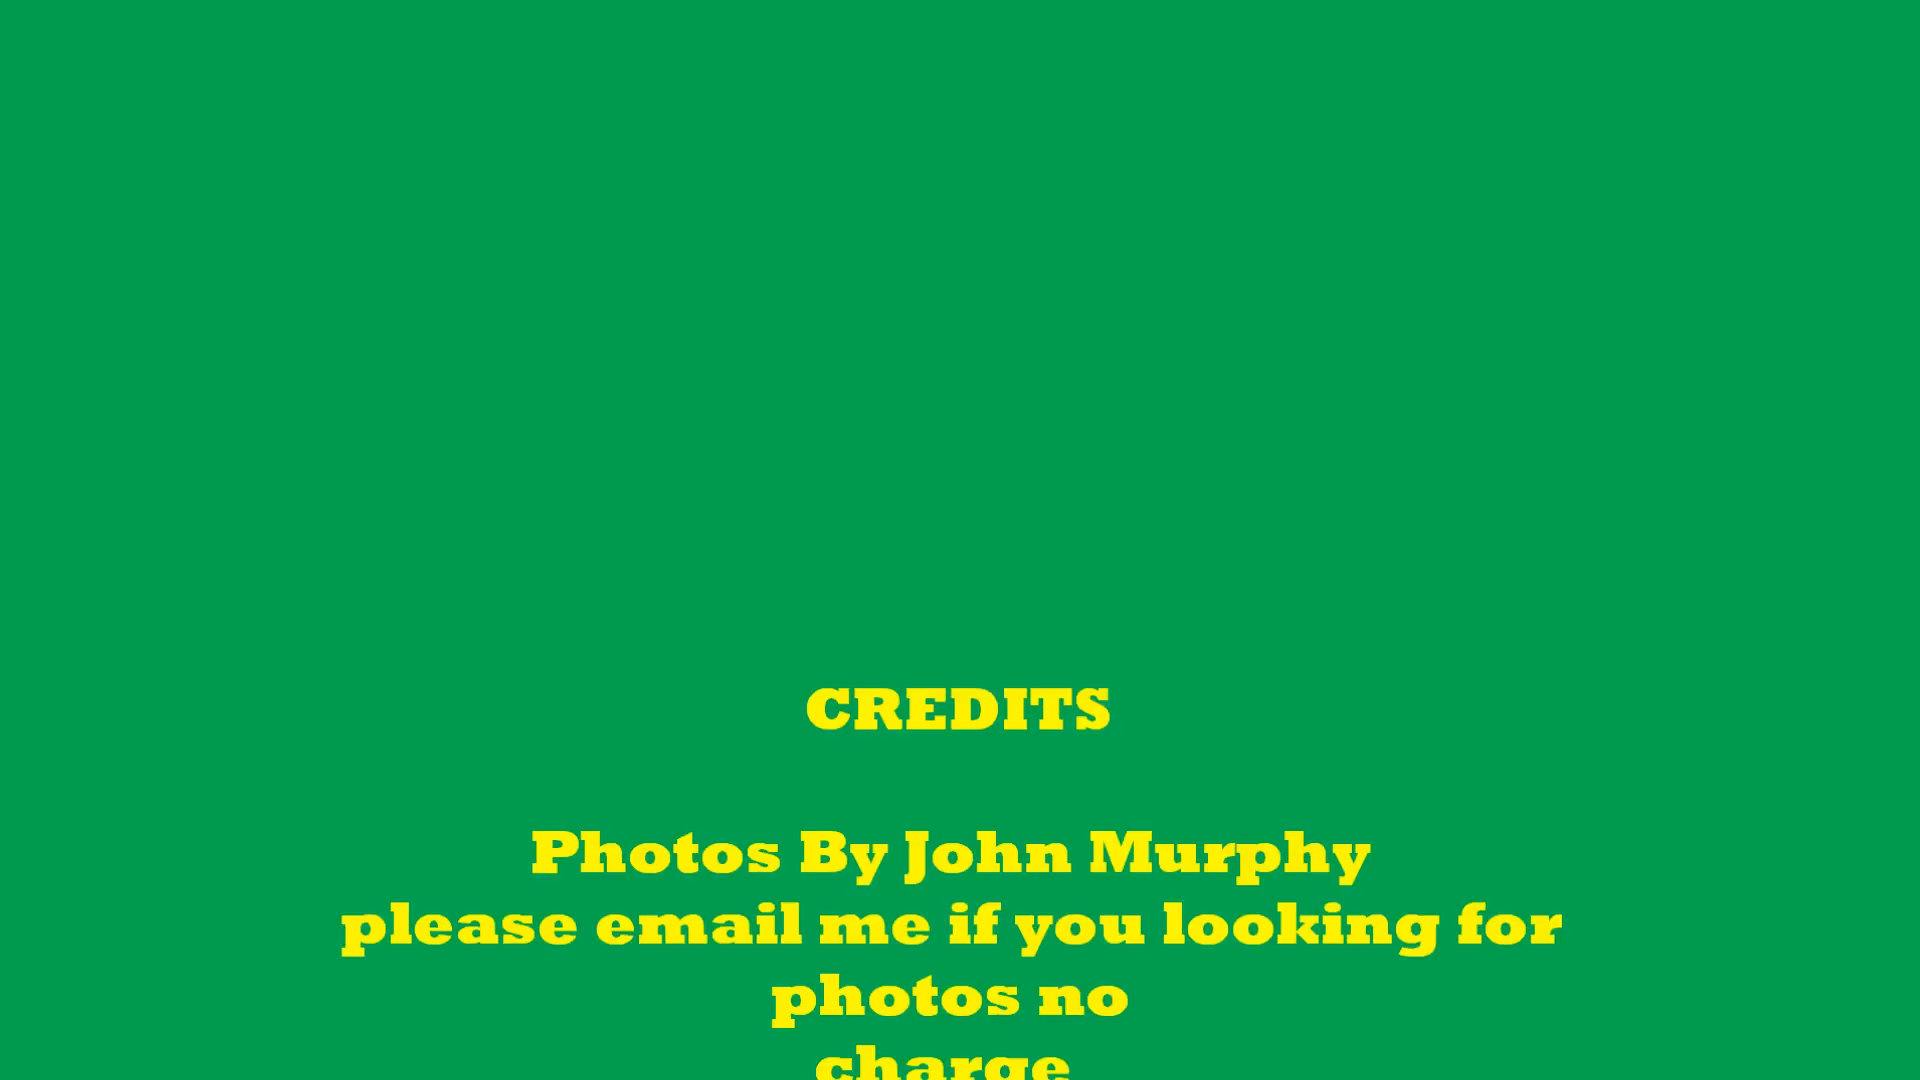 CREDITS
Photos By John Murphy
please email me if you looking for
photos no
charge